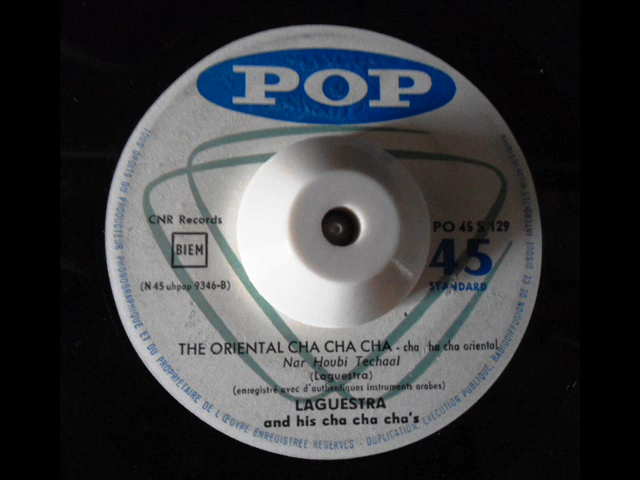 POP
CNR Records
BIEM
(N 45 uhpop 9346-B)
PO 45 S 129
45
STANDARD
THE ORIENTAL CHA CHA CHA - cha cha cha oriental
Nar Houbi Techaal
(Laguestra)
(enregistré avec d'authentiques instruments arabes)
LAGUESTRA
and his cha cha cha's
TOUS DROITS DU PRODUCTEUR PHONOGRAPHIQUE ET DU PROPRIETAIRE DE L'ŒUVRE ENREGISTREE RESERVES - DUPLICATION, EXECUTION PUBLIQUE, RADIODIFFUSION DE CE DISQUE INTERDITS